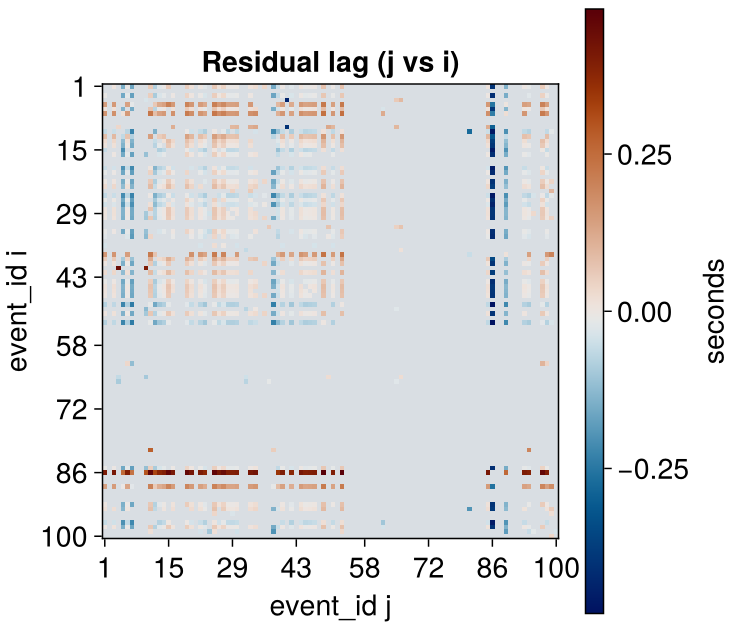 Residual lag (j vs i)
1
15
29
43
58
72
86
100
event_id i
1 15 29 43 58 72 86 100
event_id j
0.25
0.00
−0.25
seconds